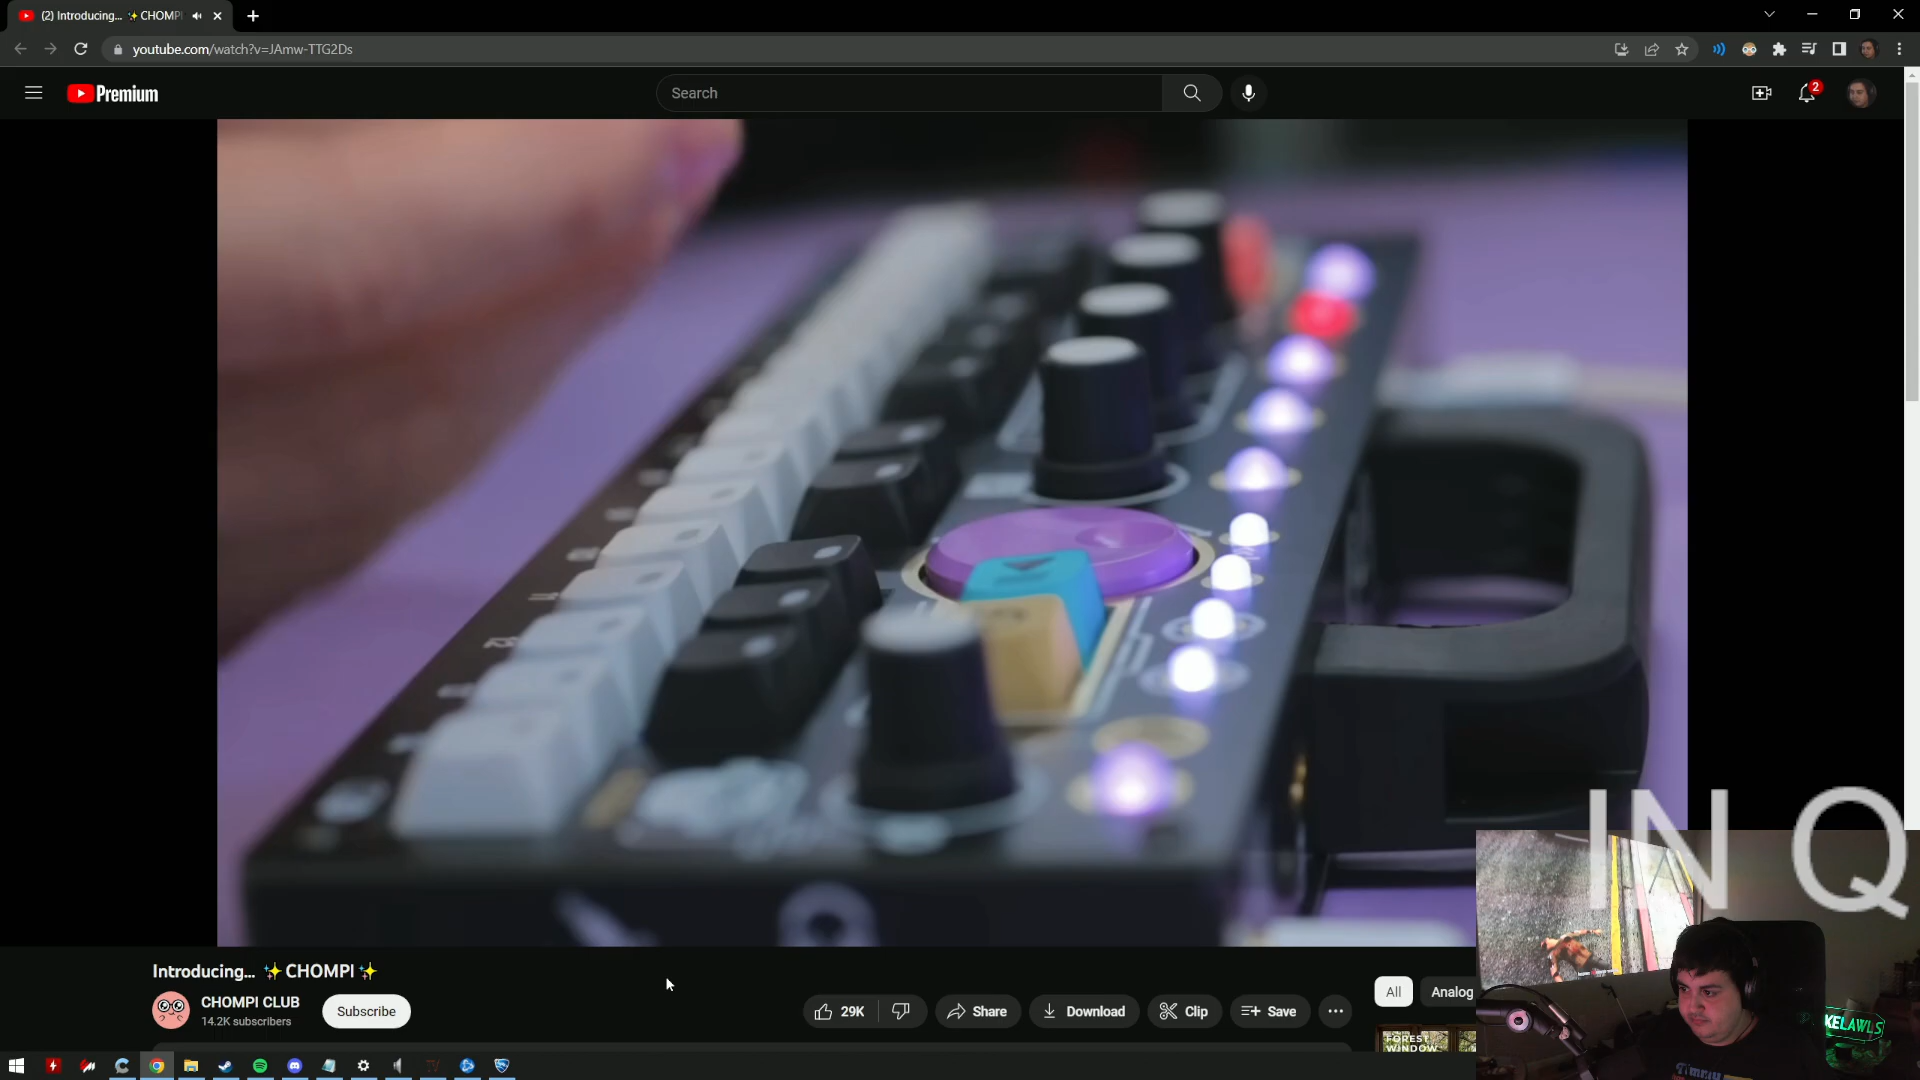 (2) Introducing... ✨CHOMPI
youtube.com/watch?v=JAmw-TTG2Ds
Premium
Search
2
IN Q
Introducing... ✨CHOMPI✨
CHOMPI CLUB
14.2K subscribers
Subscribe
29K
Share
Download
Clip
Save
All
Analog
FOREST
WINDOW
KELAWLS